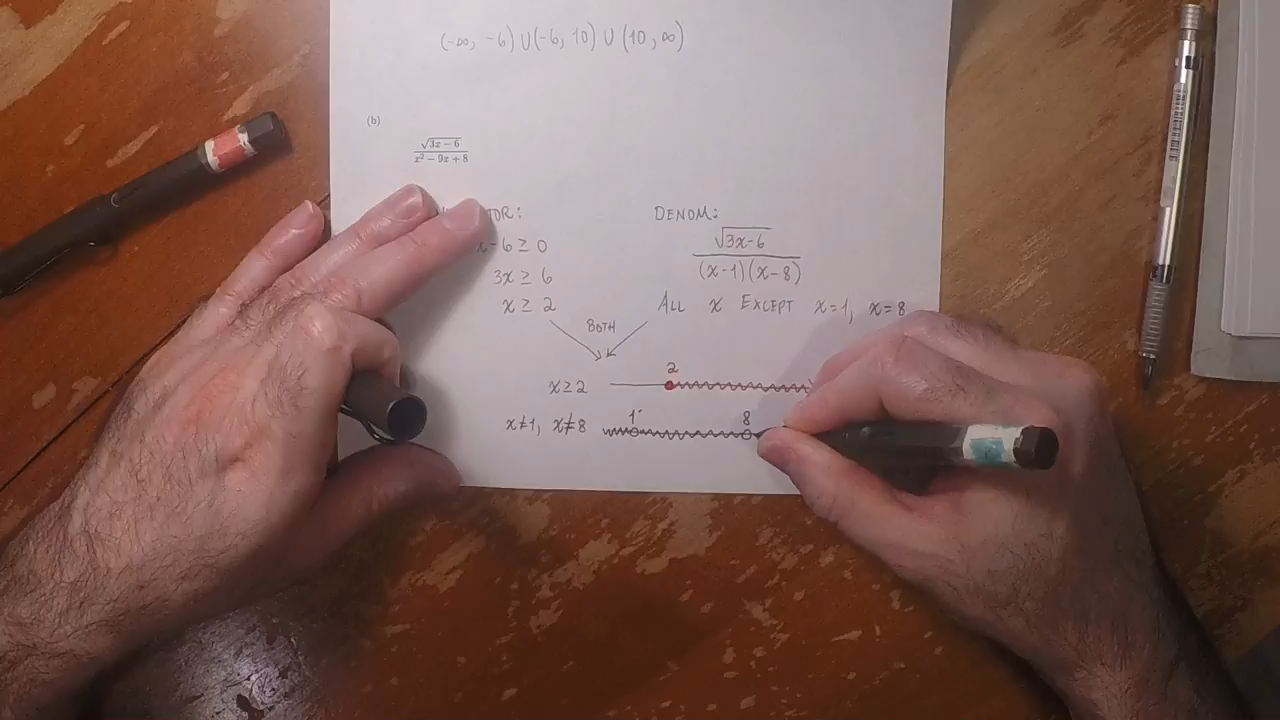 (-∞, -6) ∪ (-6, 10) ∪ (10, ∞)
(b)
√(3x − 6)
x² − 9x + 8
TOR:
-6 ≥ 0
3x ≥ 6
x ≥ 2
DENOM:
√(3x-6)
(x-1)(x-8)
ALL x EXCEPT x=1, x=8
BOTH
2
x ≥ 2
1 8
x≠1, x≠8